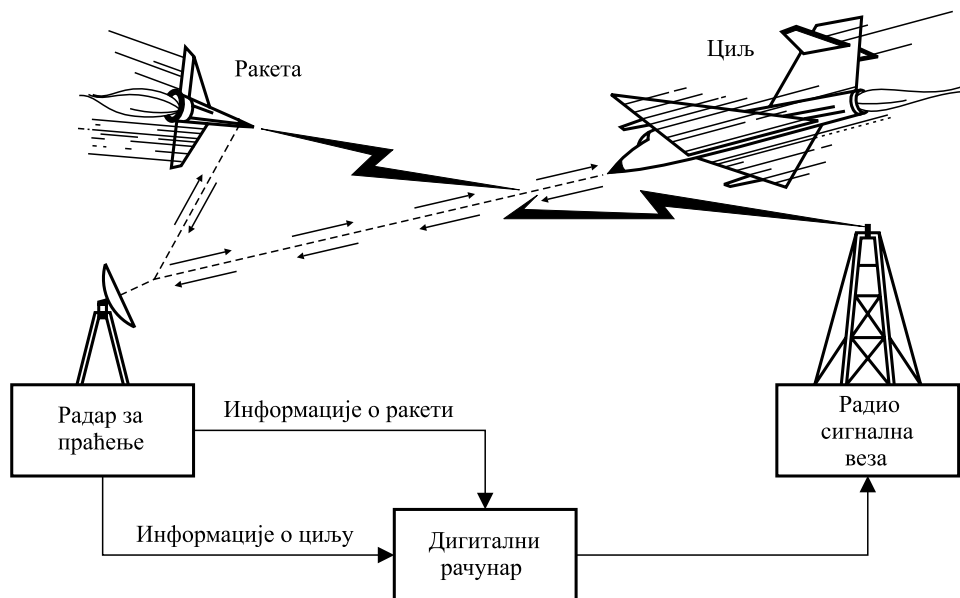 Ракета
Циљ
Радар за
праћење
Информације о ракети
Информације о циљу
Дигитални
рачунар
Радио
сигнална
веза